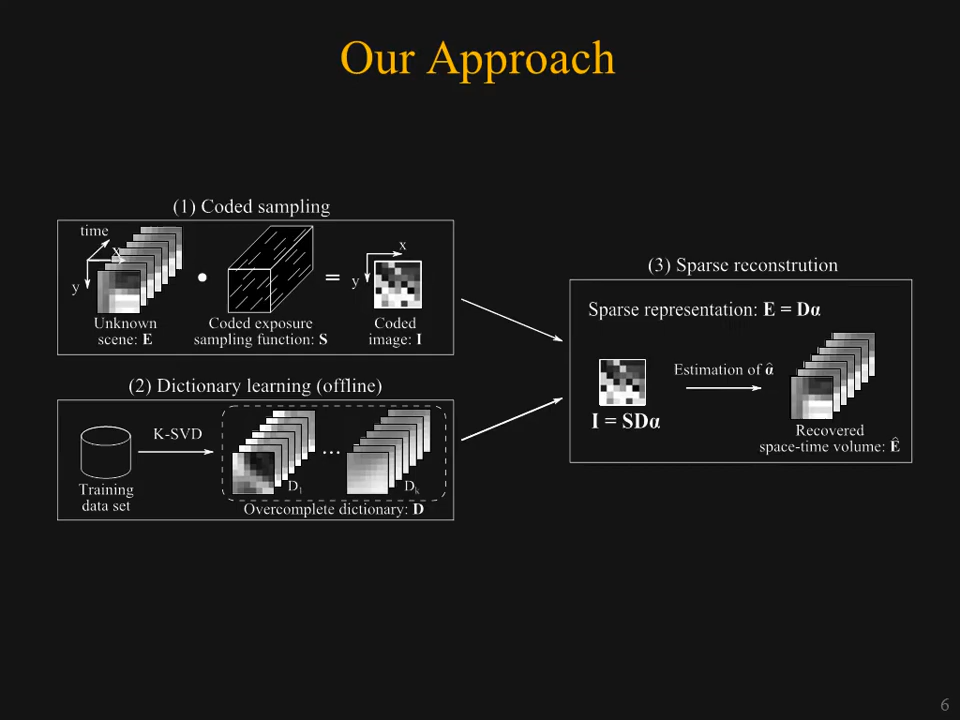 Our Approach
(1) Coded sampling
time
x
y
Unknown
scene: E
Coded exposure
sampling function: S
=
x
y
Coded
image: I
(2) Dictionary learning (offline)
K-SVD
Training
data set
D1
...
Dk
Overcomplete dictionary: D
(3) Sparse reconstrution
Sparse representation: E = Dα
I = SDα
Estimation of α̂
Recovered
space-time volume: Ê
6